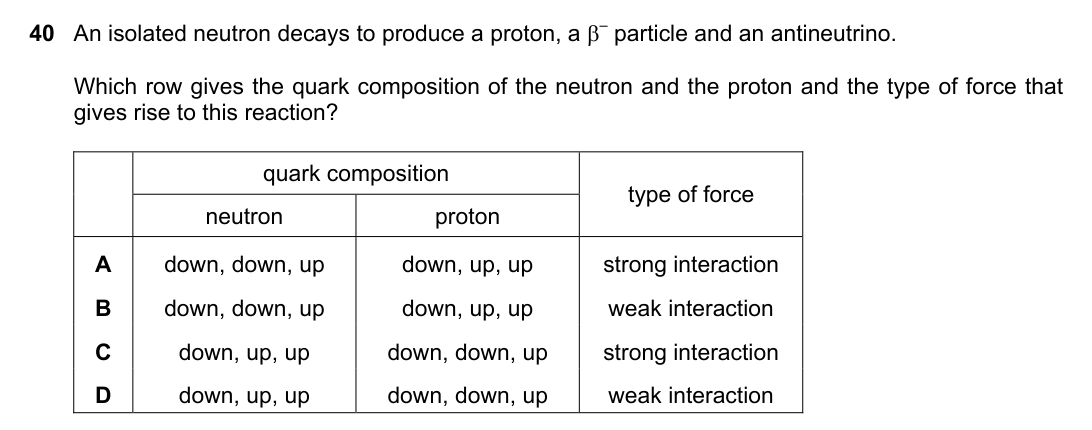 40 An isolated neutron decays to produce a proton, a β⁻ particle and an antineutrino.
Which row gives the quark composition of the neutron and the proton and the type of force that
gives rise to this reaction?
quark composition type of force
neutron proton
A down, down, up down, up, up strong interaction
B down, down, up down, up, up weak interaction
C down, up, up down, down, up strong interaction
D down, up, up down, down, up weak interaction